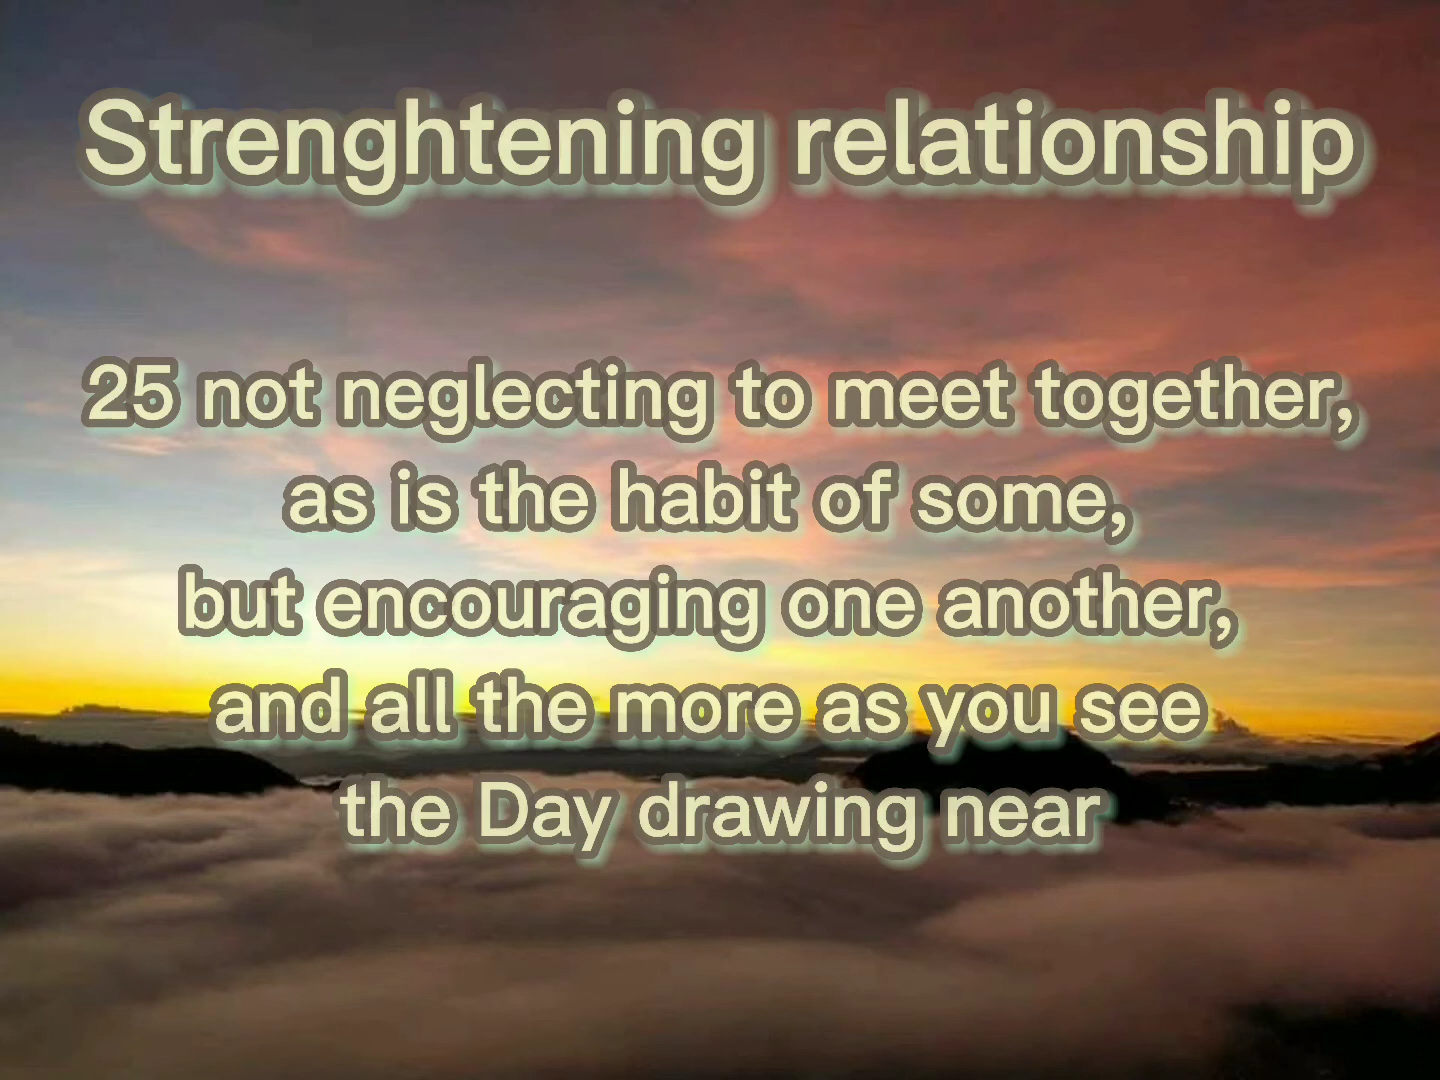 Strenghtening relationship
25 not neglecting to meet together,
as is the habit of some,
but encouraging one another,
and all the more as you see
the Day drawing near